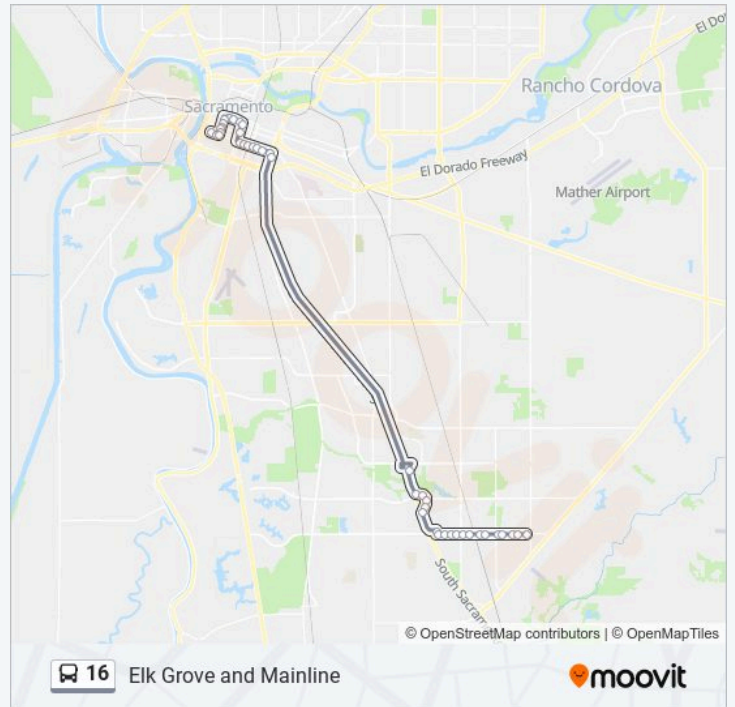 El Do
Rancho Cordova
Sacramento
El Dorado Freeway
Mather Airport
South Sacram
© OpenStreetMap contributors | © OpenMapTiles
16 Elk Grove and Mainline
moovit